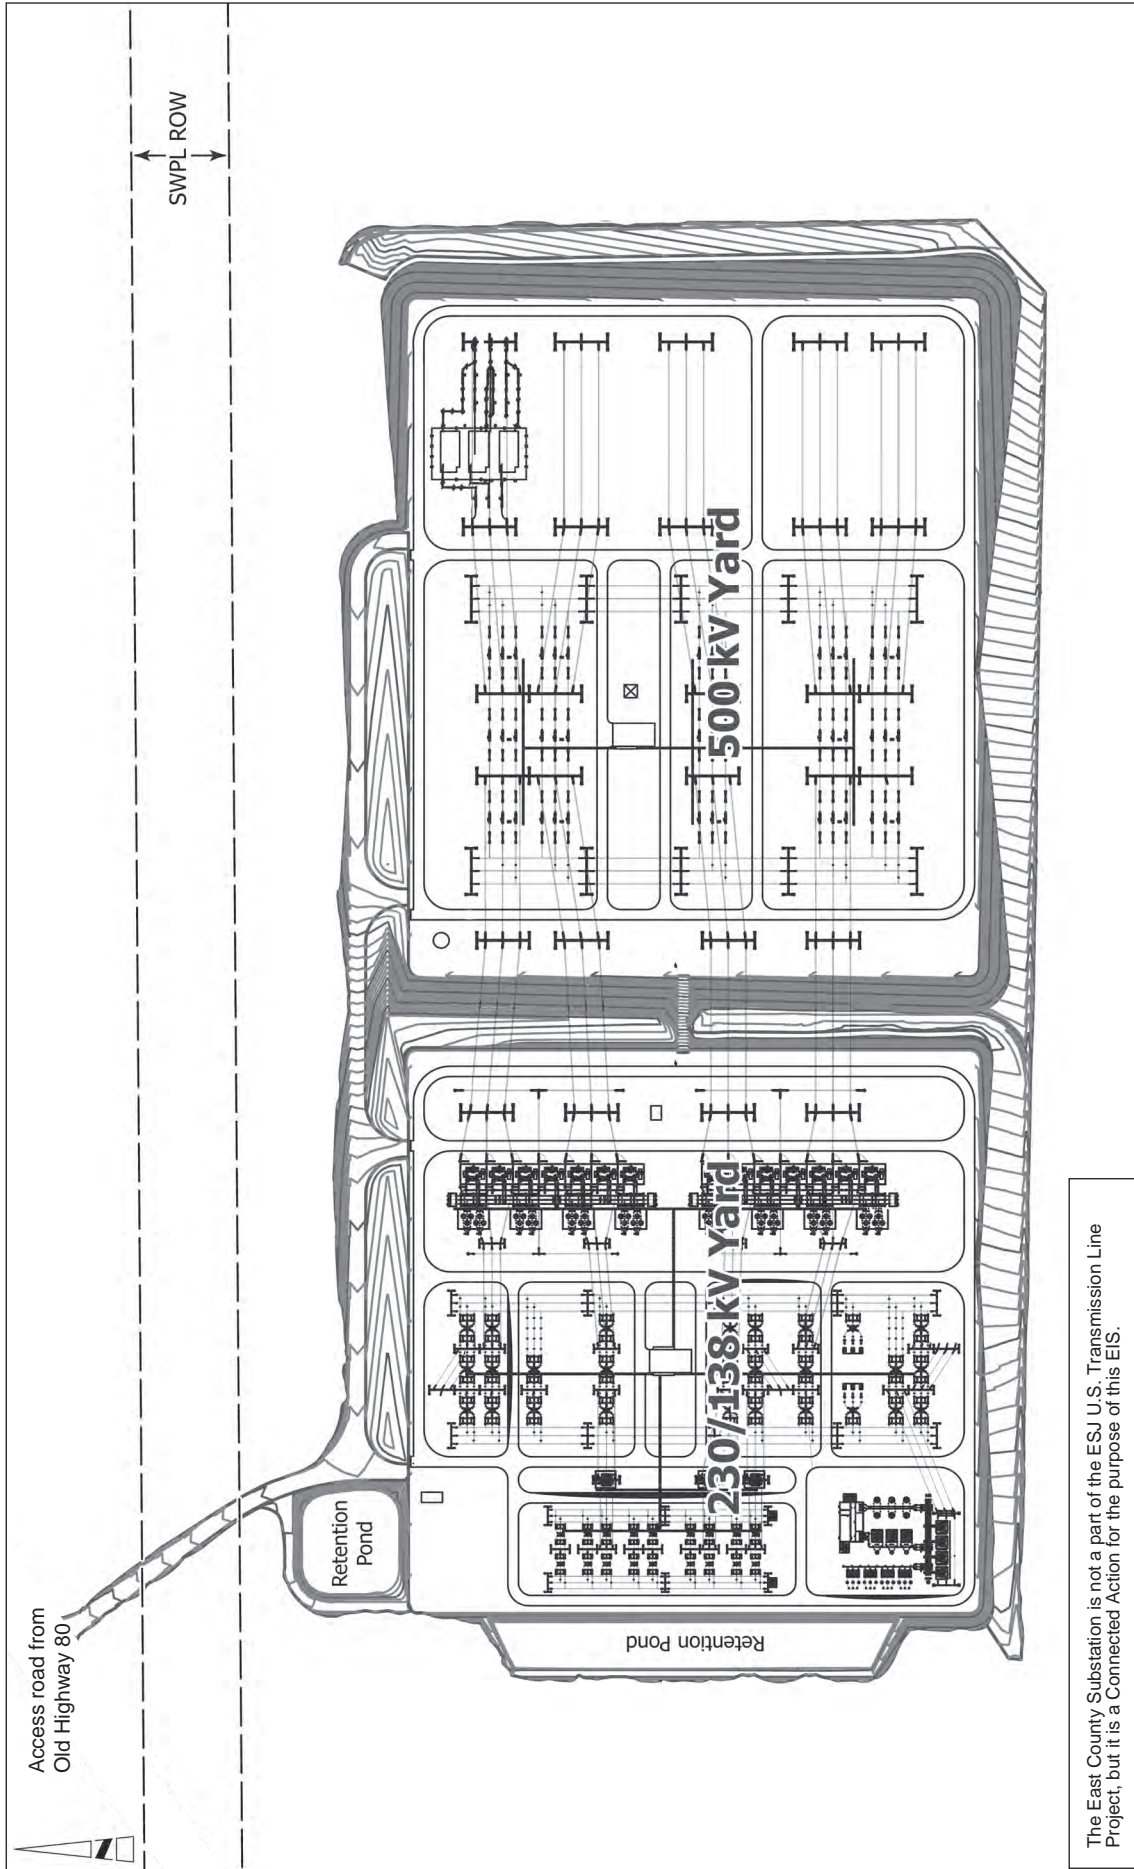 Access road from
Old Highway 80
SWPL ROW
Retention
Pond
Retention Pond
230/138 kV Yard
500 kV Yard
The East County Substation is not a part of the ESJ U.S. Transmission Line
Project, but it is a Connected Action for the purpose of this EIS.
N